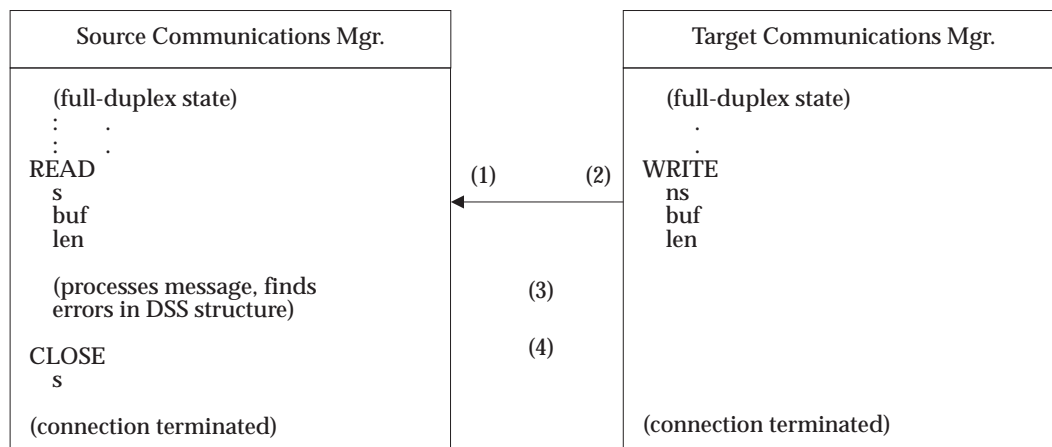 Source Communications Mgr.
Target Communications Mgr.
(full-duplex state)
(full-duplex state)
: .
.
: .
.
READ
(1)
(2)
WRITE
s
ns
buf
buf
len
len
(processes message, finds
(3)
errors in DSS structure)
(4)
CLOSE
s
(connection terminated)
(connection terminated)